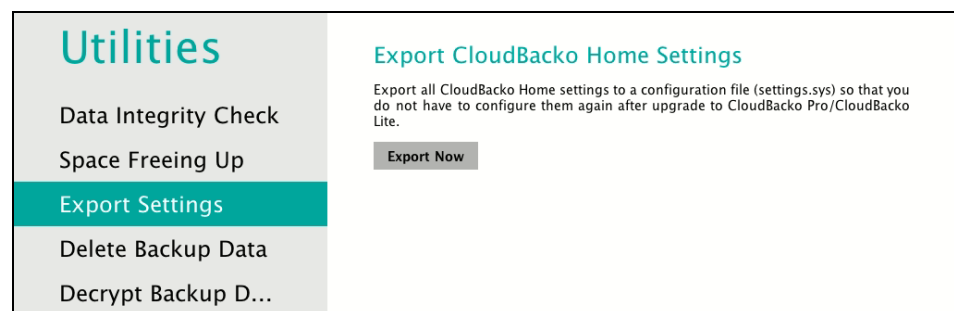 Utilities
Data Integrity Check
Space Freeing Up
Export Settings
Delete Backup Data
Decrypt Backup D...
Export CloudBacko Home Settings
Export all CloudBacko Home settings to a configuration file (settings.sys) so that you
do not have to configure them again after upgrade to CloudBacko Pro/CloudBacko
Lite.
Export Now